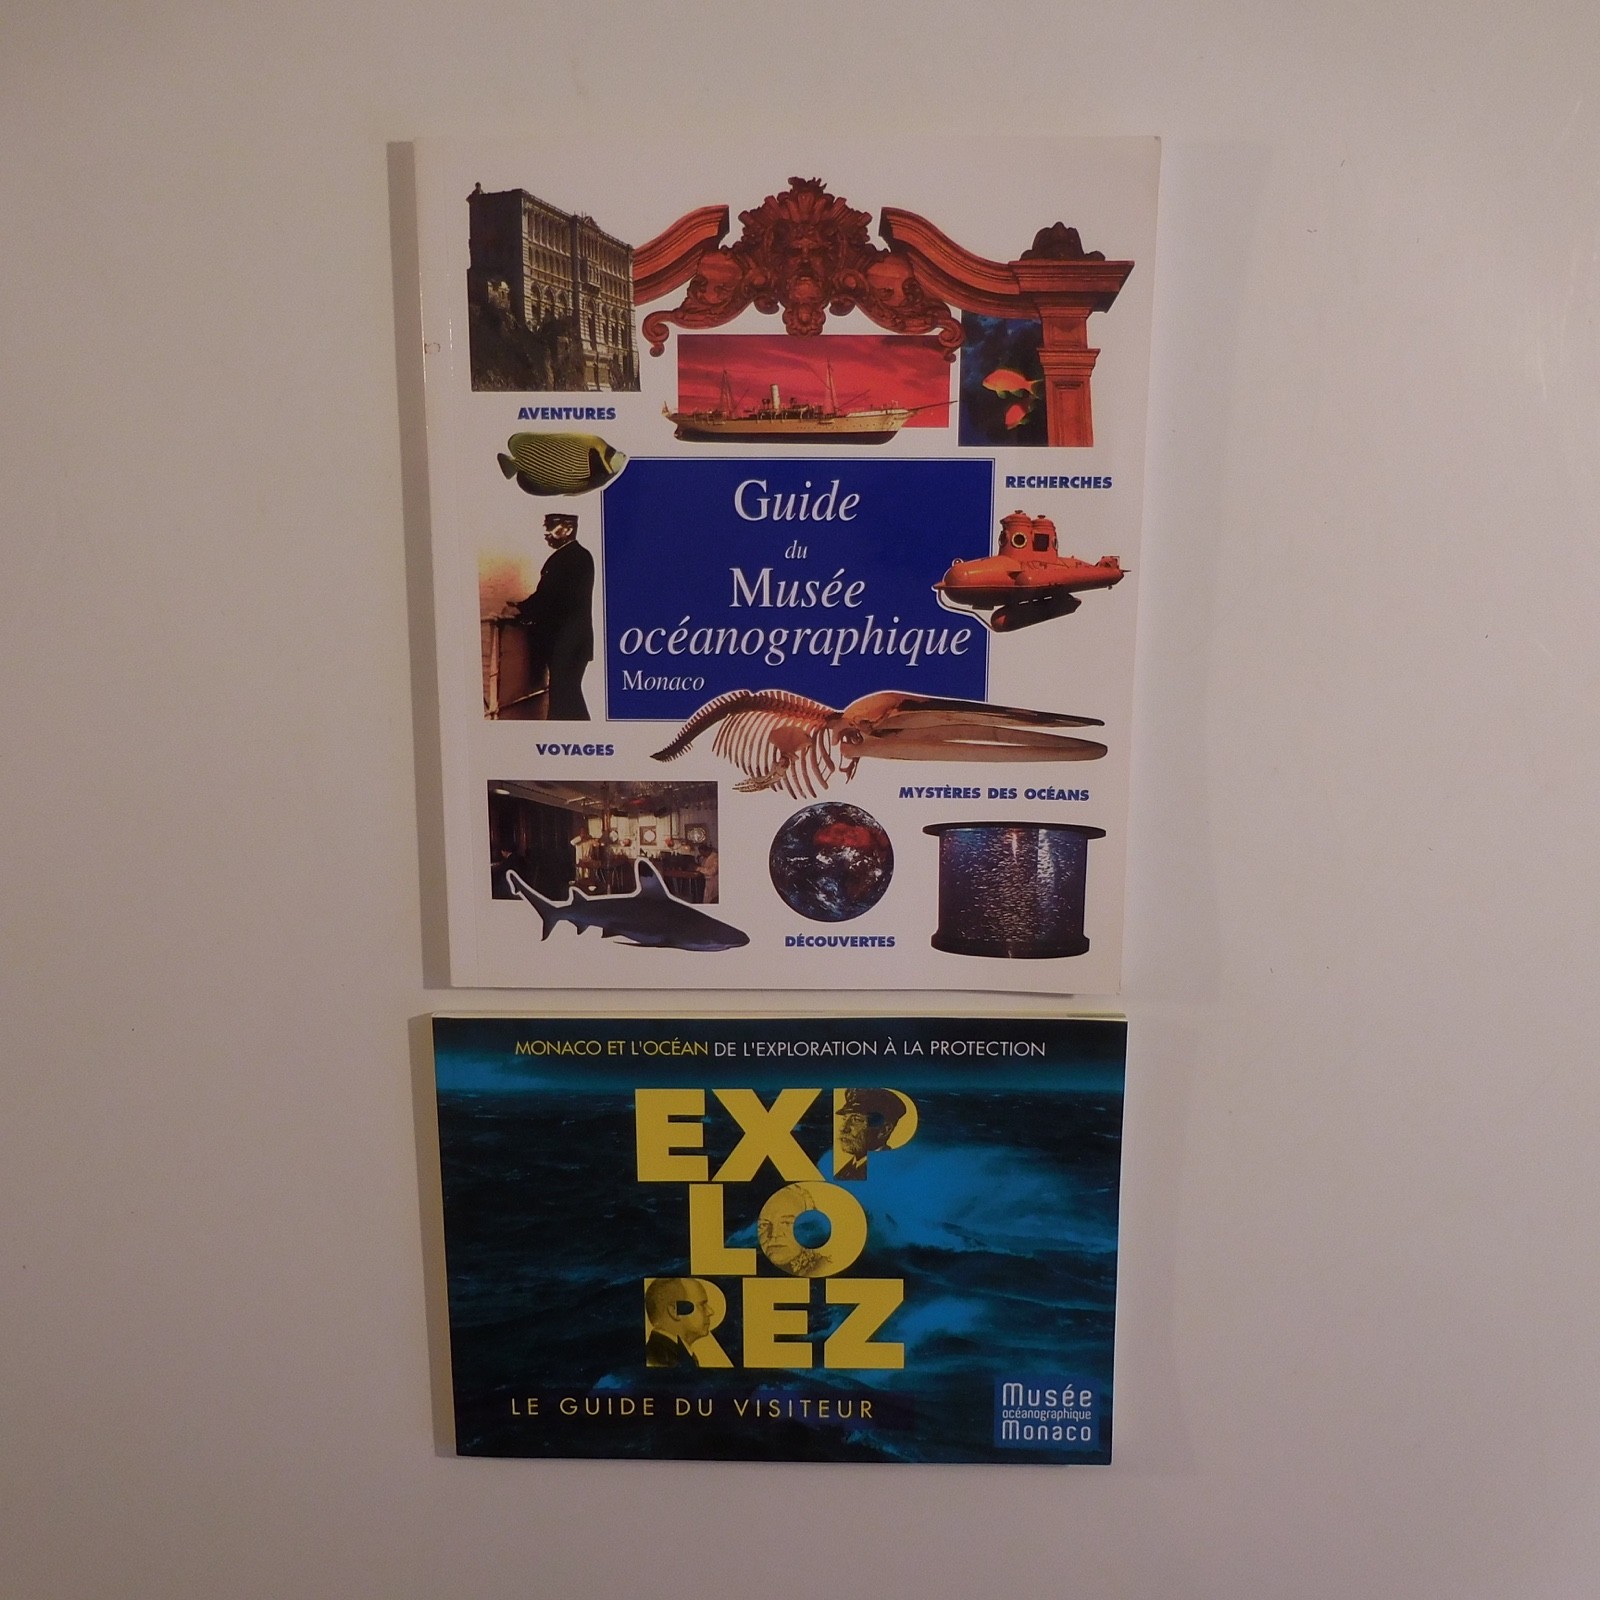 AVENTURES
RECHERCHES
Guide
du
Musée
océanographique
Monaco
VOYAGES
MYSTÈRES DES OCÉANS
DÉCOUVERTES
MONACO ET L'OCÉAN DE L'EXPLORATION À LA PROTECTION
EXP
LO
REZ
LE GUIDE DU VISITEUR
Musée
océanographique
Monaco